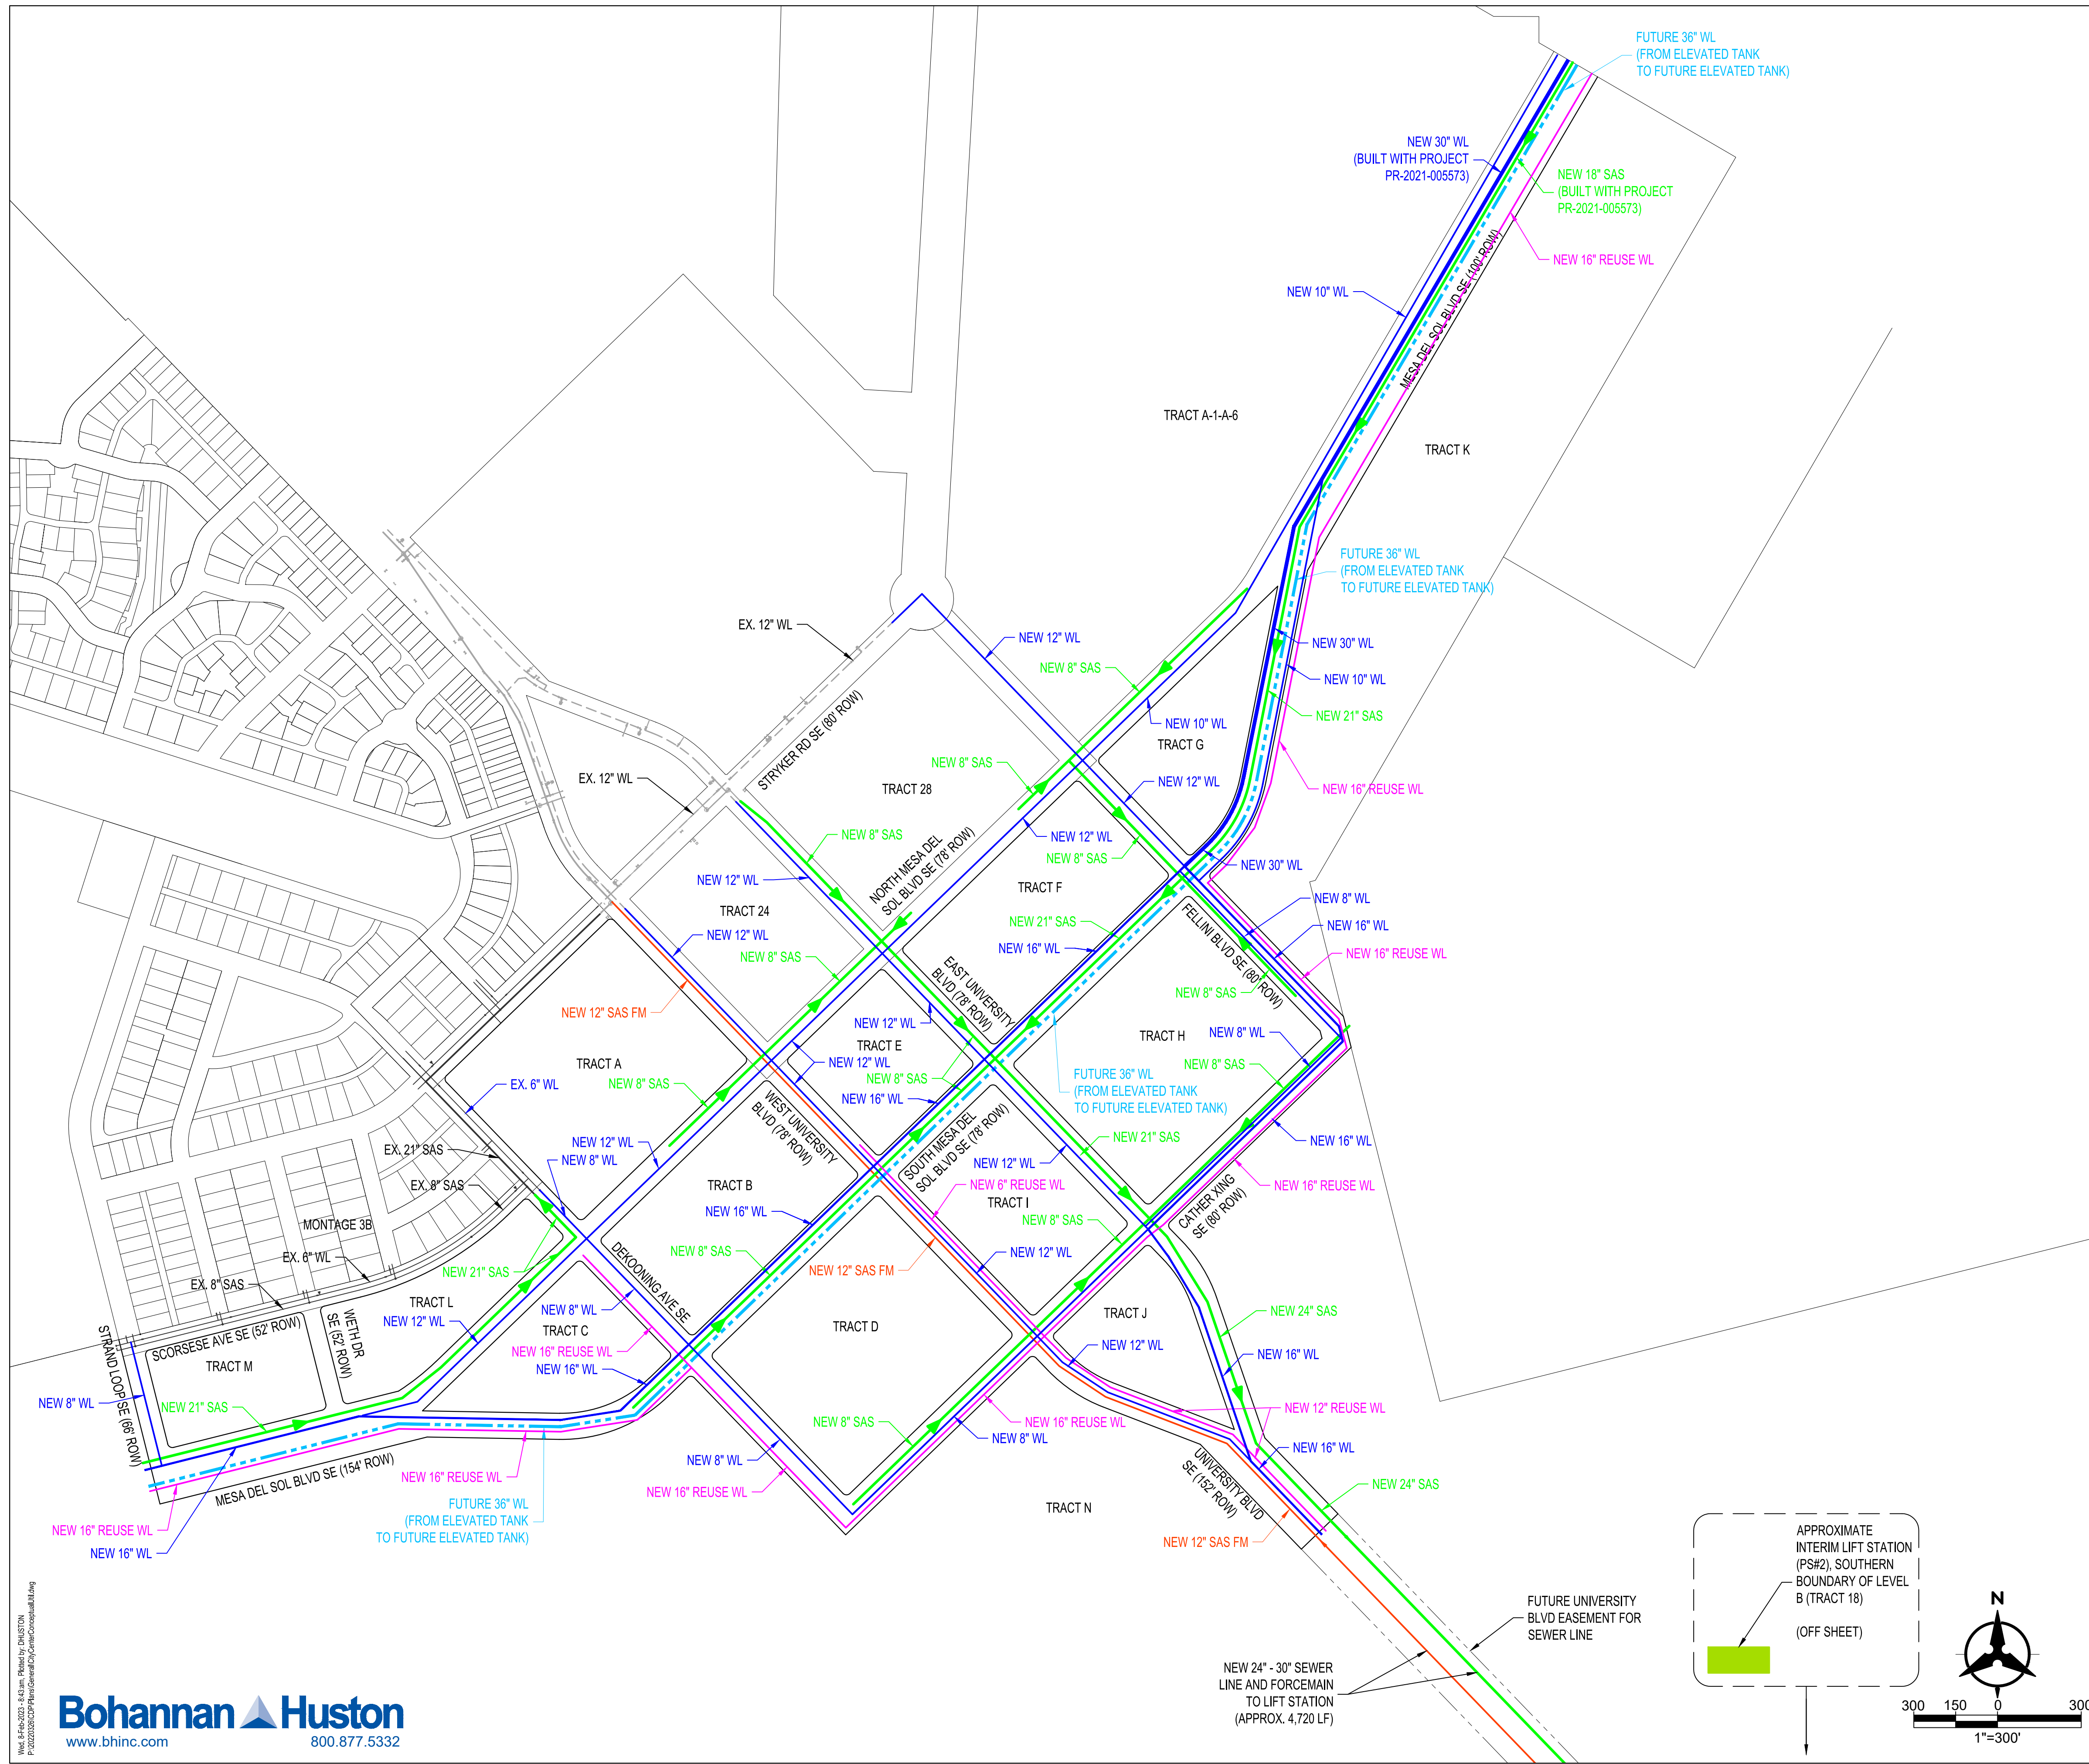 FUTURE 36" WL
(FROM ELEVATED TANK
TO FUTURE ELEVATED TANK)
NEW 30" WL
(BUILT WITH PROJECT
PR-2021-005573)
NEW 18" SAS
(BUILT WITH PROJECT
PR-2021-005573)
NEW 16" REUSE WL
MESA DEL SOL BLVD SE (100' ROW)
NEW 10" WL
TRACT A-1-A-6
TRACT K
FUTURE 36" WL
(FROM ELEVATED TANK
TO FUTURE ELEVATED TANK)
EX. 12" WL
NEW 12" WL
NEW 8" SAS
NEW 30" WL
NEW 10" WL
NEW 21" SAS
NEW 10" WL
TRACT G
STRYKER RD SE (80' ROW)
NEW 8" SAS
EX. 12" WL
NEW 12" WL
NEW 16" REUSE WL
TRACT 28
NEW 8" SAS
NEW 12" WL
NEW 8" SAS
NORTH MESA DEL
SOL BLVD SE (78' ROW)
NEW 30" WL
NEW 12" WL
TRACT F
TRACT 24
NEW 8" WL
NEW 21" SAS
NEW 12" WL
NEW 16" WL
NEW 16" WL
FELLINI BLVD SE (80' ROW)
NEW 16" REUSE WL
NEW 8" SAS
EAST UNIVERSITY
BLVD (78' ROW)
NEW 8" SAS
NEW 12" SAS FM
NEW 12" WL
TRACT E
NEW 8" WL
TRACT H
NEW 12" WL
TRACT A
NEW 8" SAS
NEW 8" SAS
NEW 8" SAS
EX. 6" WL
FUTURE 36" WL
(FROM ELEVATED TANK
TO FUTURE ELEVATED TANK)
NEW 16" WL
WEST UNIVERSITY
BLVD (78' ROW)
SOUTH MESA DEL
SOL BLVD SE (78' ROW)
NEW 21" SAS
NEW 16" WL
NEW 12" WL
EX. 21" SAS
NEW 8" WL
NEW 12" WL
EX. 8" SAS
TRACT B
NEW 6" REUSE WL
NEW 16" REUSE WL
TRACT I
NEW 16" WL
CATHER XING
SE (80' ROW)
MONTAGE 3B
NEW 8" SAS
NEW 8" SAS
NEW 12" WL
EX. 6" WL
DEKOONING AVE SE
NEW 21" SAS
NEW 12" SAS FM
EX. 8" SAS
TRACT L
NEW 8" WL
NEW 12" WL
NEW 24" SAS
TRACT J
WETH DR
SE (52' ROW)
TRACT C
TRACT D
SCORSESE AVE SE (52' ROW)
NEW 16" REUSE WL
NEW 12" WL
NEW 16" WL
TRACT M
NEW 16" WL
STRAND LOOP SE (66' ROW)
NEW 8" WL
NEW 21" SAS
NEW 12" REUSE WL
NEW 8" SAS
NEW 16" REUSE WL
NEW 8" WL
NEW 16" WL
NEW 8" WL
MESA DEL SOL BLVD SE (154' ROW)
NEW 16" REUSE WL
NEW 16" REUSE WL
UNIVERSITY BLVD
SE (152' ROW)
NEW 24" SAS
TRACT N
FUTURE 36" WL
(FROM ELEVATED TANK
TO FUTURE ELEVATED TANK)
NEW 16" REUSE WL
NEW 16" WL
NEW 12" SAS FM
APPROXIMATE
INTERIM LIFT STATION
(PS#2), SOUTHERN
BOUNDARY OF LEVEL
B (TRACT 18)
(OFF SHEET)
FUTURE UNIVERSITY
BLVD EASEMENT FOR
SEWER LINE
NEW 24" - 30" SEWER
LINE AND FORCEMAIN
TO LIFT STATION
(APPROX. 4,720 LF)
N
300 150 0 300
1"=300'
Wed, 8-Feb-2023 - 8:43:am, Plotted by: DHUSTON
P:\20220326\CDP\Plans\General\CityCenterConceptualUtil.dwg
Bohannan Huston
www.bhinc.com 800.877.5332